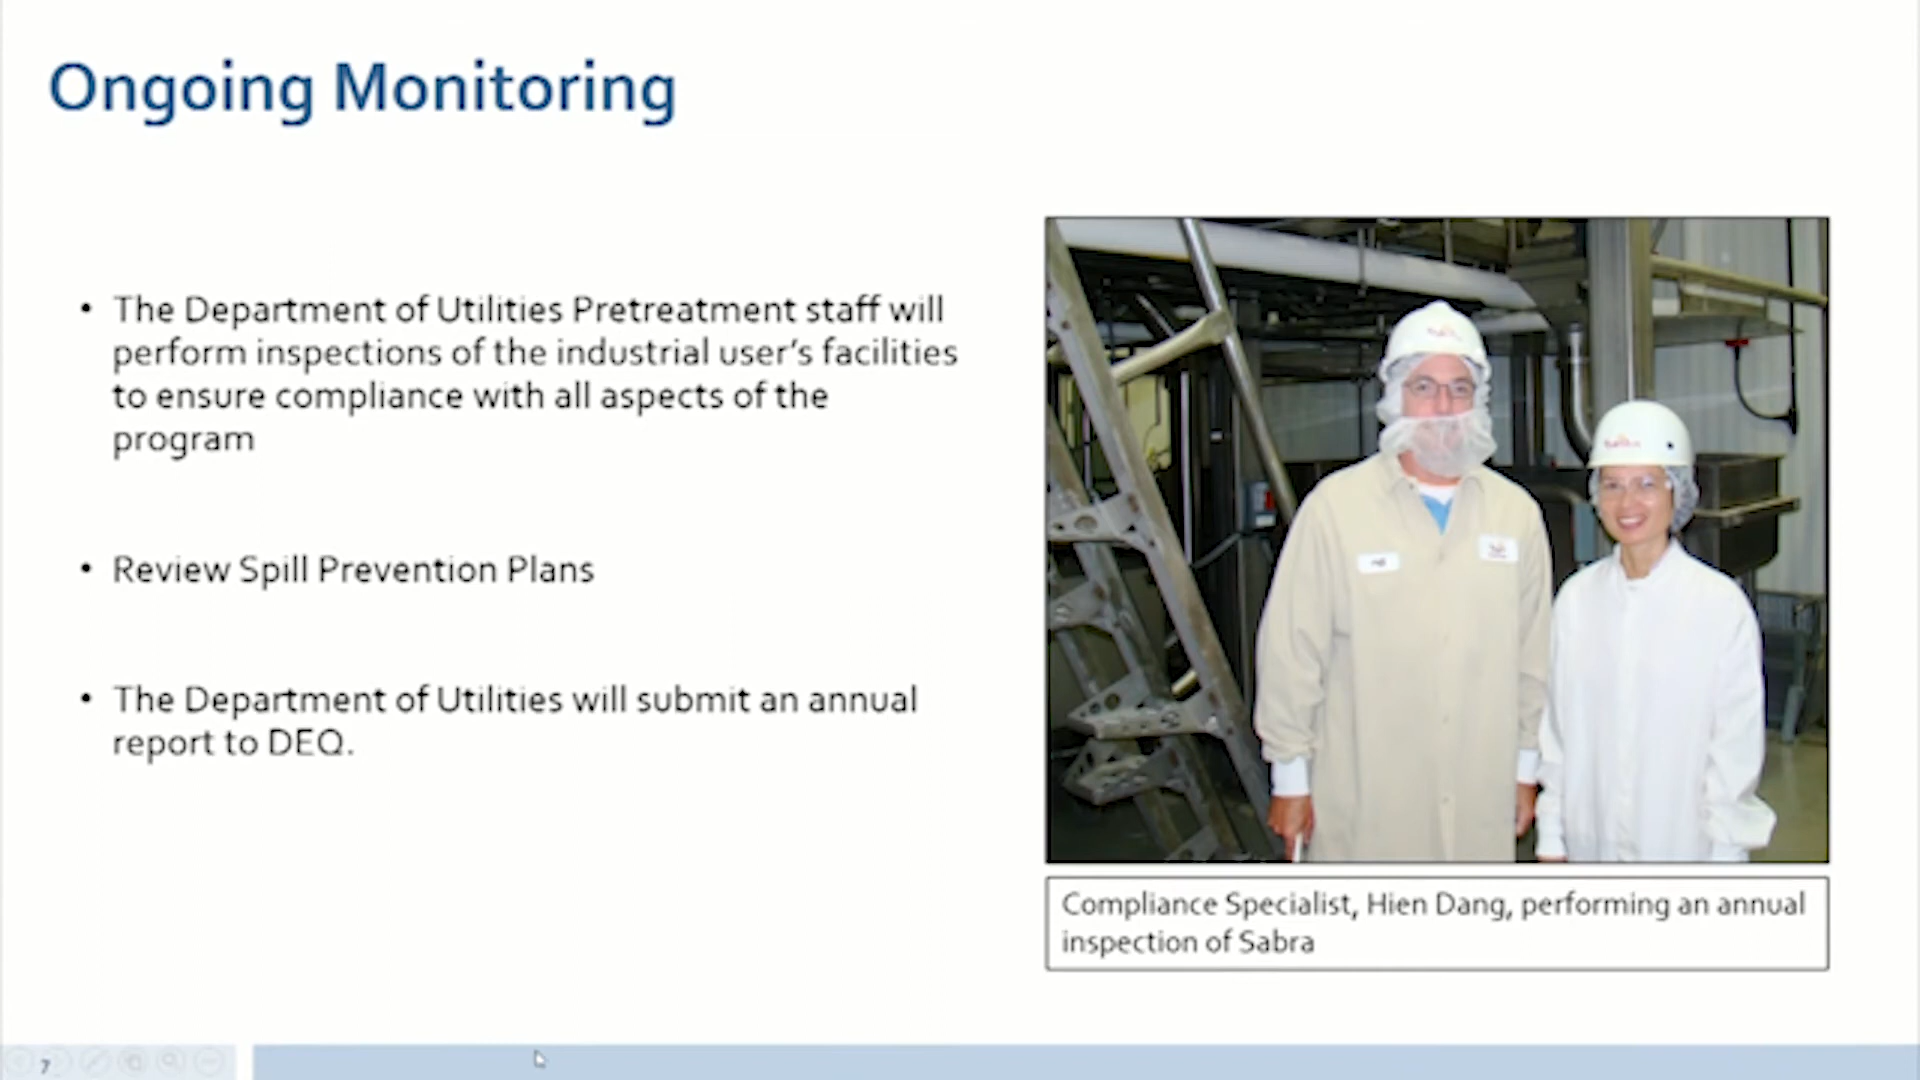 Ongoing Monitoring
• The Department of Utilities Pretreatment staff will
perform inspections of the industrial user's facilities
to ensure compliance with all aspects of the
program
• Review Spill Prevention Plans
• The Department of Utilities will submit an annual
report to DEQ.
Compliance Specialist, Hien Dang, performing an annual
inspection of Sabra
7